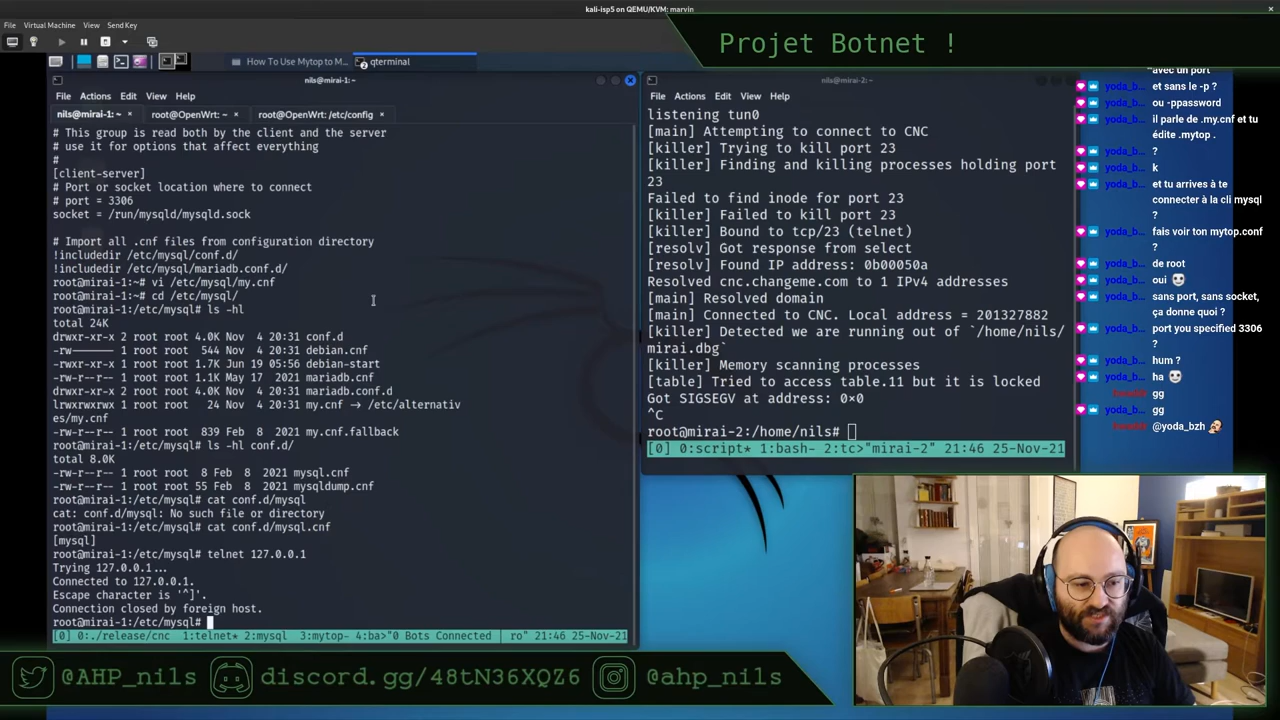 kali-isp5 on QEMU/KVM: marvin
File Virtual Machine View Send Key
Projet Botnet !
How To Use Mytop to M...
qterminal
nils@mirai-1: ~
File Actions Edit View Help
nils@mirai-1: ~ × root@OpenWrt: ~ × root@OpenWrt: /etc/config ×
# This group is read both by the client and the server
# use it for options that affect everything
#
[client-server]
# Port or socket location where to connect
# port = 3306
socket = /run/mysqld/mysqld.sock
# Import all .cnf files from configuration directory
!includedir /etc/mysql/conf.d/
!includedir /etc/mysql/mariadb.conf.d/
root@mirai-1:~# vi /etc/mysql/my.cnf
root@mirai-1:~# cd /etc/mysql/
root@mirai-1:/etc/mysql# ls -hl
total 24K
drwxr-xr-x 2 root root 4.0K Nov  4 20:31 conf.d
-rw------- 1 root root  544 Nov  4 20:31 debian.cnf
-rwxr-xr-x 1 root root 1.7K Jun 19 05:56 debian-start
-rw-r--r-- 1 root root 1.1K May 17  2021 mariadb.cnf
drwxr-xr-x 2 root root 4.0K Nov  4 20:31 mariadb.conf.d
lrwxrwxrwx 1 root root   24 Nov  4 20:31 my.cnf → /etc/alternativ
es/my.cnf
-rw-r--r-- 1 root root  839 Nov  4 20:31 my.cnf.fallback
root@mirai-1:/etc/mysql# ls -hl conf.d/
total 8.0K
-rw-r--r-- 1 root root  8 Feb  8  2021 mysql.cnf
-rw-r--r-- 1 root root 55 Feb  8  2021 mysqldump.cnf
root@mirai-1:/etc/mysql# cat conf.d/mysql
cat: conf.d/mysql: No such file or directory
root@mirai-1:/etc/mysql# cat conf.d/mysql.cnf
[mysql]
root@mirai-1:/etc/mysql# telnet 127.0.0.1
Trying 127.0.0.1...
Connected to 127.0.0.1.
Escape character is '^]'.
Connection closed by foreign host.
root@mirai-1:/etc/mysql#
[0] 0:./release/cnc  1:telnet* 2:mysql  3:mytop- 4:ba>"0 Bots Connected | ro" 21:46 25-Nov-21
nils@mirai-2: ~
File Actions Edit View Help
listening tun0
[main] Attempting to connect to CNC
[killer] Trying to kill port 23
[killer] Finding and killing processes holding port
23
Failed to find inode for port 23
[killer] Failed to kill port 23
[killer] Bound to tcp/23 (telnet)
[resolv] Got response from select
[resolv] Found IP address: 0b00050a
Resolved cnc.changeme.com to 1 IPv4 addresses
[main] Resolved domain
[main] Connected to CNC. Local address = 201327882
[killer] Detected we are running out of `/home/nils/
mirai.dbg`
[killer] Memory scanning processes
[table] Tried to access table.11 but it is locked
Got SIGSEGV at address: 0×0
^C
root@mirai-2:/home/nils#
[0] 0:script* 1:bash- 2:tc>"mirai-2" 21:46 25-Nov-21
avec un port
yoda_b... et sans le -p ?
yoda_b... ou -ppassword
yoda_b... il parle de .my.cnf et tu
édite .mytop .
yoda_b... ?
yoda_b... k
yoda_b... et tu arrives à te
connecter à la cli mysql
?
yoda_b... fais voir ton mytop.conf
?
yoda_b... de root
yoda_b... oui
yoda_b... sans port, sans socket,
ça donne quoi ?
yoda_b... port you specified 3306
?
yoda_b... hum ?
yoda_b... ha
gg
yoda_b... gg
@yoda_bzh
@AHP_nils
discord.gg/48tN36XQZ6
@ahp_nils